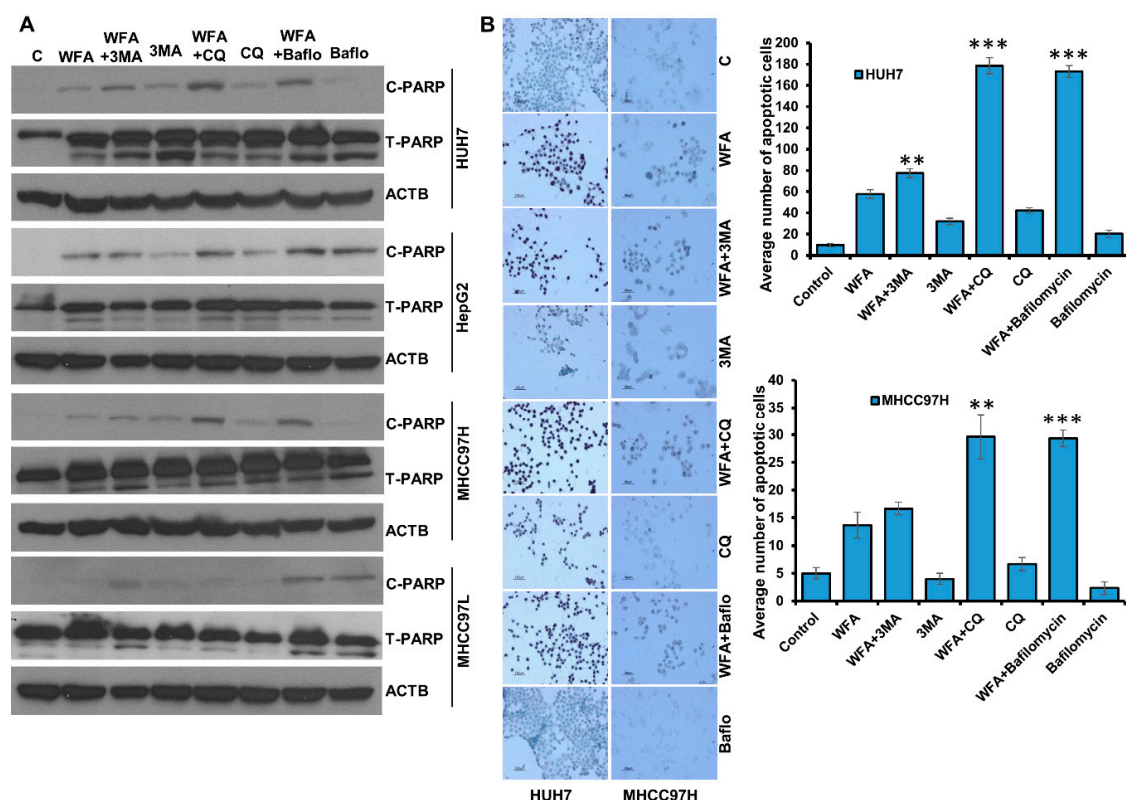 A
C
WFA
WFA
+3MA
3MA
WFA
+CQ
CQ
WFA
+Baflo
Baflo
C-PARP
T-PARP
ACTB
HUH7
C-PARP
T-PARP
ACTB
HepG2
C-PARP
T-PARP
ACTB
MHCC97H
C-PARP
T-PARP
ACTB
MHCC97L
B
C
WFA
WFA+3MA
3MA
WFA+CQ
CQ
WFA+Baflo
Baflo
HUH7
MHCC97H
Average number of apoptotic cells
200
180
160
140
120
100
80
60
40
20
0
HUH7
**
***
***
Control
WFA
WFA+3MA
3MA
WFA+CQ
CQ
WFA+Bafilomycin
Bafilomycin
Average number of apoptotic cells
40
35
30
25
20
15
10
5
0
MHCC97H
**
***
Control
WFA
WFA+3MA
3MA
WFA+CQ
CQ
WFA+Bafilomycin
Bafilomycin